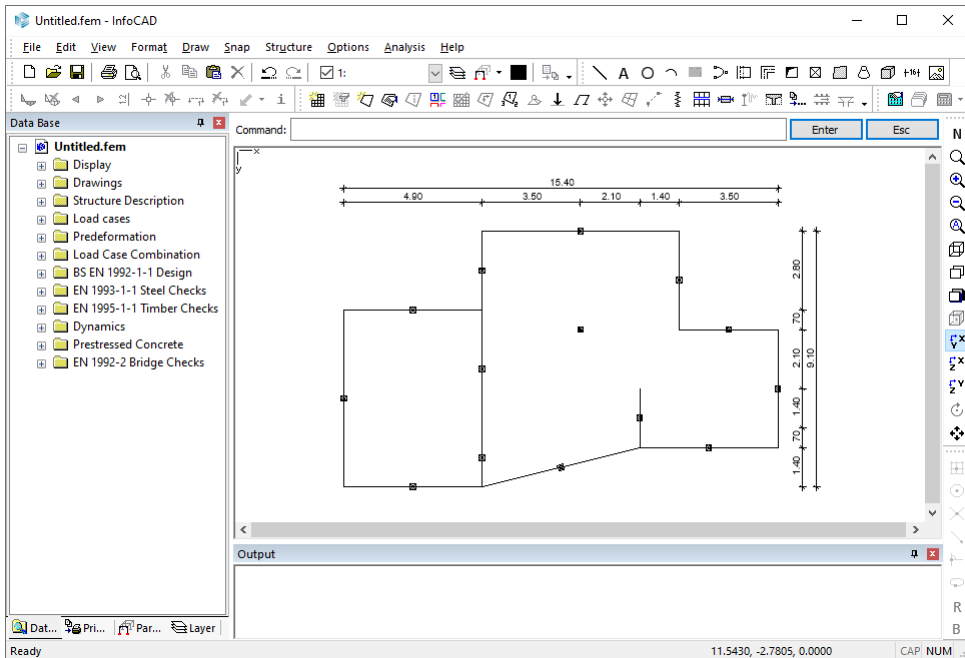 Untitled.fem - InfoCAD
File Edit View Format Draw Snap Structure Options Analysis Help
1:
A
+161
i
Data Base
Command:
Enter
Esc
Untitled.fem
Display
Drawings
Structure Description
Load cases
Predeformation
Load Case Combination
BS EN 1992-1-1 Design
EN 1993-1-1 Steel Checks
EN 1995-1-1 Timber Checks
Dynamics
Prestressed Concrete
EN 1992-2 Bridge Checks
x
y
15.40
4.90 3.50 2.10 1.40 3.50
2.80
70
2.10
9.10
1.40
70
1.40
N
Y X
Z X
Z Y
R
B
Output
Dat... Pri... Par... Layer
Ready
11.5430, -2.7805, 0.0000
CAP NUM